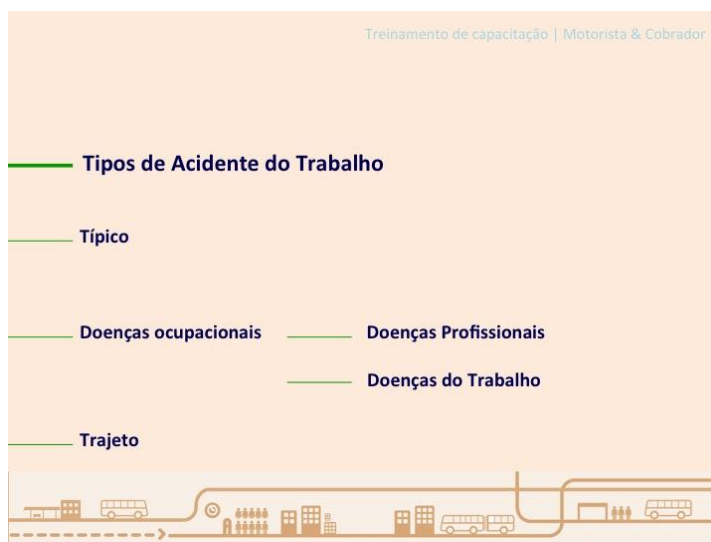 Treinamento de capacitação | Motorista & Cobrador
Tipos de Acidente do Trabalho
Típico
Doenças ocupacionais
Doenças Profissionais
Doenças do Trabalho
Trajeto